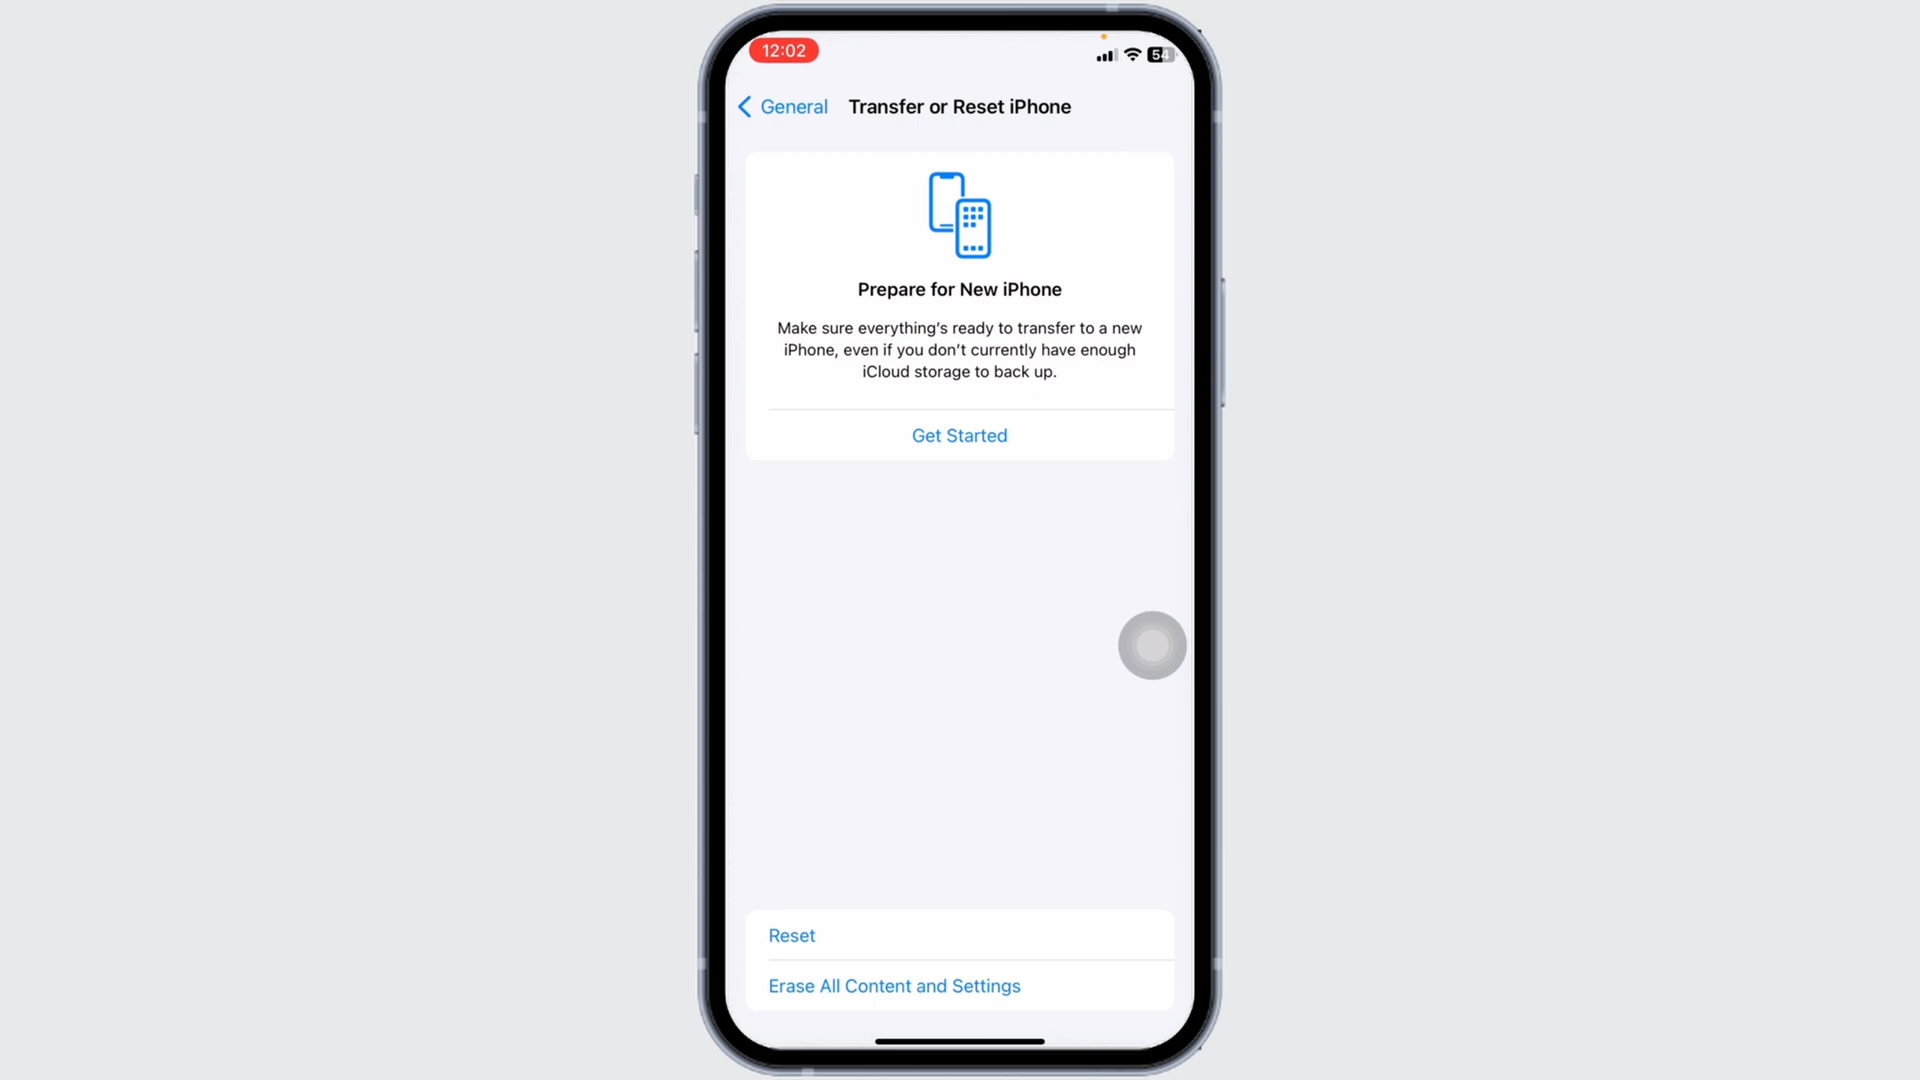 12:02
54
General
Transfer or Reset iPhone
Prepare for New iPhone
Make sure everything's ready to transfer to a new
iPhone, even if you don't currently have enough
iCloud storage to back up.
Get Started
Reset
Erase All Content and Settings